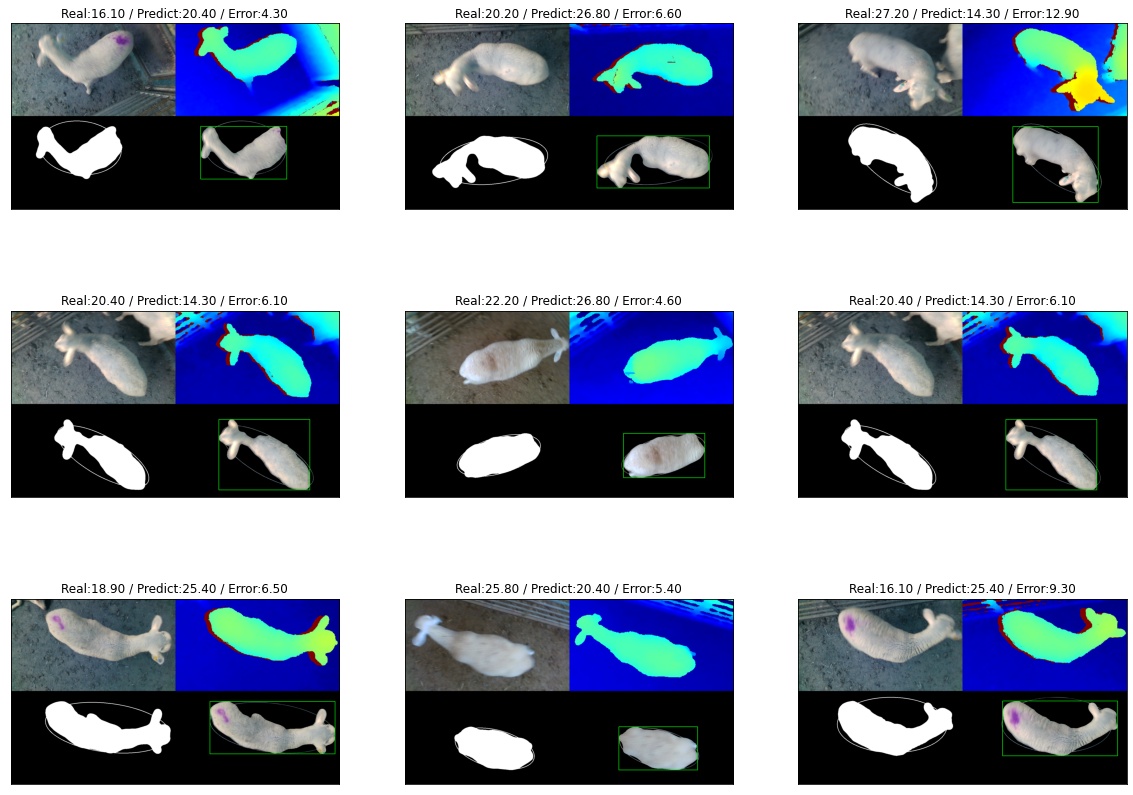 Real:16.10 / Predict:20.40 / Error:4.30
Real:20.20 / Predict:26.80 / Error:6.60
Real:27.20 / Predict:14.30 / Error:12.90
Real:20.40 / Predict:14.30 / Error:6.10
Real:22.20 / Predict:26.80 / Error:4.60
Real:20.40 / Predict:14.30 / Error:6.10
Real:18.90 / Predict:25.40 / Error:6.50
Real:25.80 / Predict:20.40 / Error:5.40
Real:16.10 / Predict:25.40 / Error:9.30